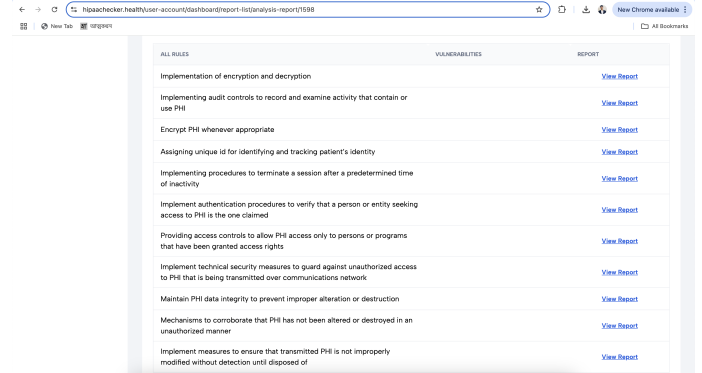 hipaachecker.health/user-account/dashboard/report-list/analysis-report/1598
New Chrome available
New Tab
All Bookmarks
ALL RULES VULNERABILITIES REPORT
Implementation of encryption and decryption View Report
Implementing audit controls to record and examine activity that contain or
use PHI
View Report
Encrypt PHI whenever appropriate View Report
Assigning unique id for identifying and tracking patient's identity View Report
Implementing procedures to terminate a session after a predetermined time
of inactivity
View Report
Implement authentication procedures to verify that a person or entity seeking
access to PHI is the one claimed
View Report
Providing access controls to allow PHI access only to persons or programs
that have been granted access rights
View Report
Implement technical security measures to guard against unauthorized access
to PHI that is being transmitted over communications network
View Report
Maintain PHI data integrity to prevent improper alteration or destruction View Report
Mechanisms to corroborate that PHI has not been altered or destroyed in an
unauthorized manner
View Report
Implement measures to ensure that transmitted PHI is not improperly
modified without detection until disposed of
View Report